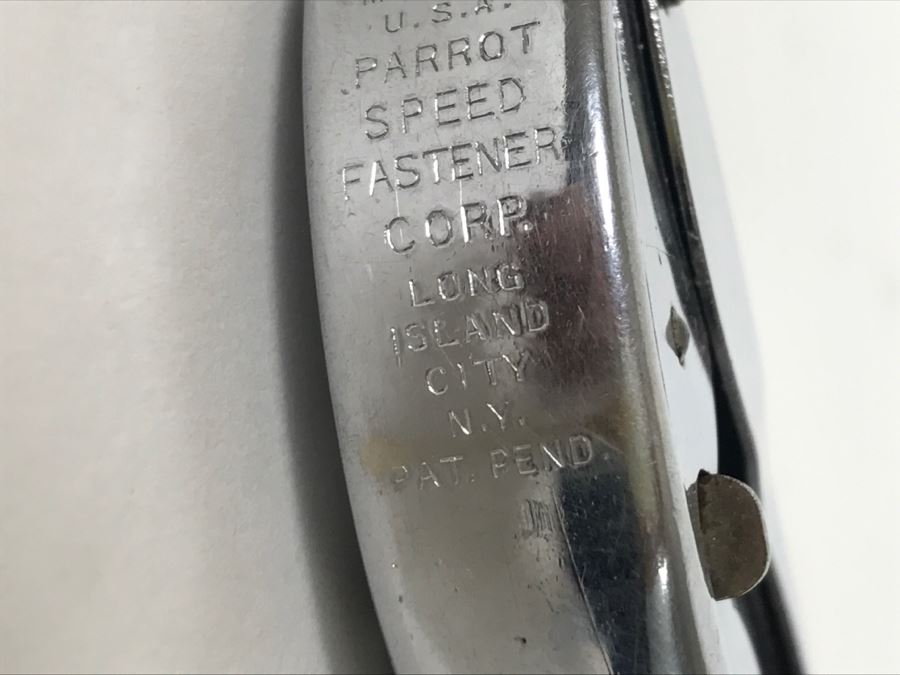 U.S.A.
PARROT
SPEED
FASTENER
CORP.
LONG
ISLAND
CITY
N.Y.
PAT. PEND.